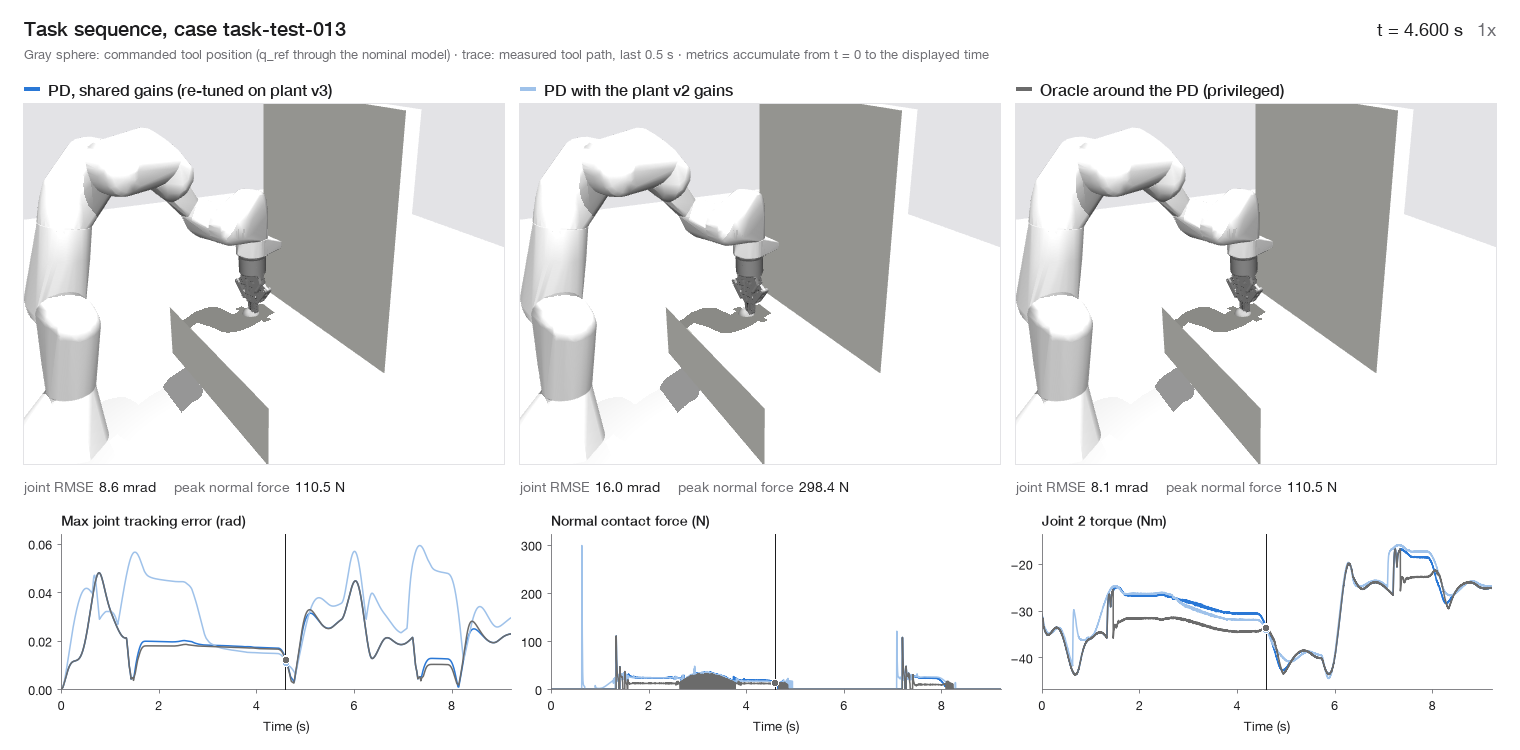 Task sequence, case task-test-013
t = 4.600 s 1x
Gray sphere: commanded tool position (q_ref through the nominal model) · trace: measured tool path, last 0.5 s · metrics accumulate from t = 0 to the displayed time
PD, shared gains (re-tuned on plant v3)
PD with the plant v2 gains
Oracle around the PD (privileged)
joint RMSE 8.6 mrad peak normal force 110.5 N
joint RMSE 16.0 mrad peak normal force 298.4 N
joint RMSE 8.1 mrad peak normal force 110.5 N
Max joint tracking error (rad)
0.06
0.04
0.02
0.00
0 2 4 6 8
Time (s)
Normal contact force (N)
300
200
100
0
0 2 4 6 8
Time (s)
Joint 2 torque (Nm)
−20
−30
−40
0 2 4 6 8
Time (s)